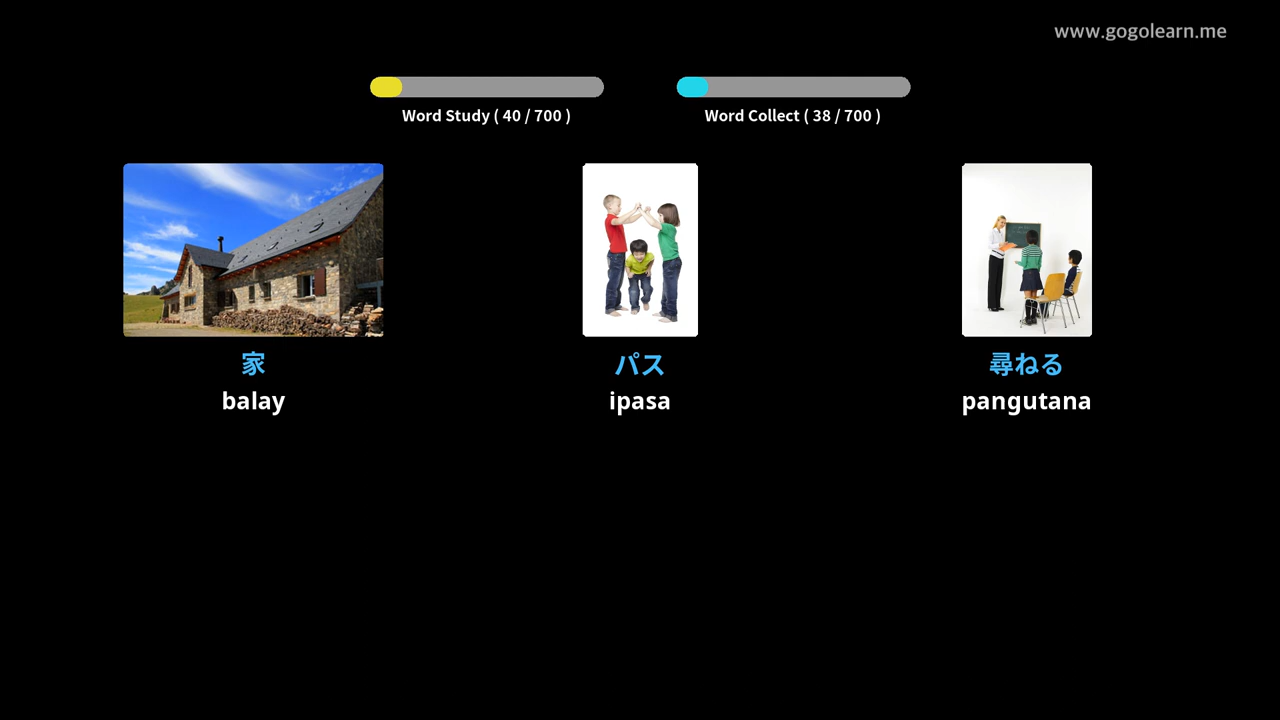 www.gogolearn.me
Word Study ( 40 / 700 )
Word Collect ( 38 / 700 )
家
balay
パス
ipasa
尋ねる
pangutana